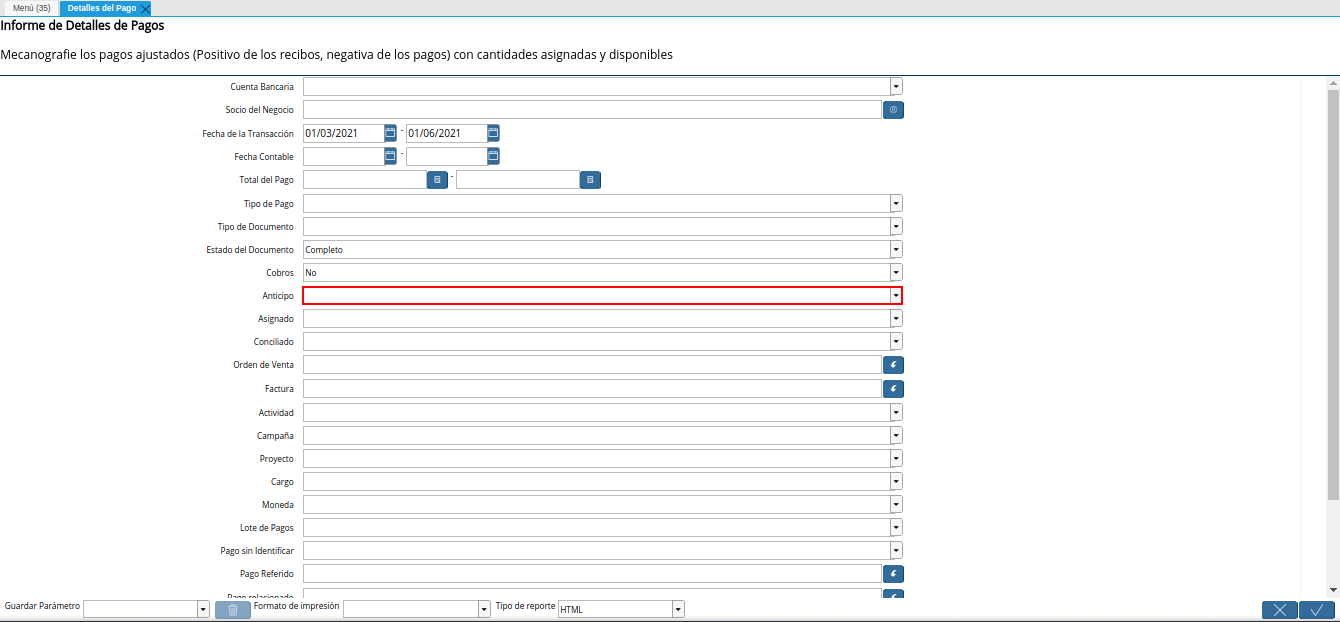 Menú (35) Detalles del Pago
Informe de Detalles de Pagos
Mecanografie los pagos ajustados (Positivo de los recibos, negativa de los pagos) con cantidades asignadas y disponibles
Cuenta Bancaria
Socio del Negocio
Fecha de la Transacción 01/03/2021 - 01/06/2021
Fecha Contable -
Total del Pago -
Tipo de Pago
Tipo de Documento
Estado del Documento Completo
Cobros No
Anticipo
Asignado
Conciliado
Orden de Venta
Factura
Actividad
Campaña
Proyecto
Cargo
Moneda
Lote de Pagos
Pago sin Identificar
Pago Referido
Pago relacionado
Guardar Parámetro Formato de impresión Tipo de reporte HTML